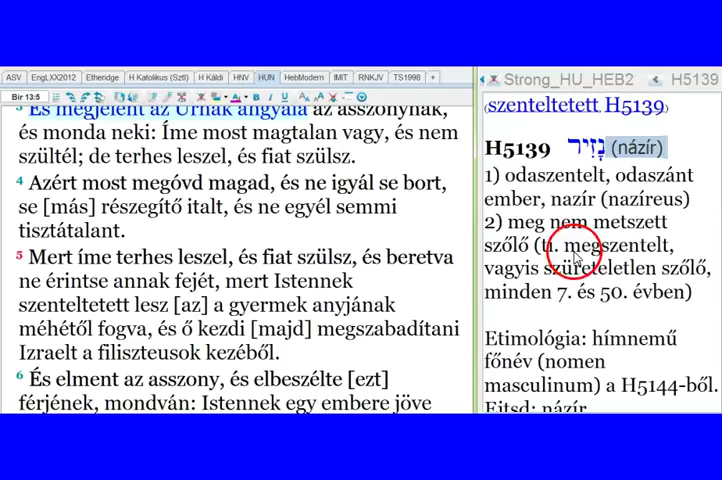 ASV EngLXX2012 Etheridge H Katolikus (SztI) H Káldi HNV HUN HebModern IMIT RNKJV TS1998 +
Bir 13:5
3 És megjelent az Úrnak angyala az asszonynak,
és monda neki: Íme most magtalan vagy, és nem
szültél; de terhes leszel, és fiat szülsz.
4 Azért most megóvd magad, és ne igyál se bort,
se [más] részegítő italt, és ne egyél semmi
tisztátalant.
5 Mert íme terhes leszel, és fiat szülsz, és beretva
ne érintse annak fejét, mert Istennek
szenteltetett lesz [az] a gyermek anyjának
méhétől fogva, és ő kezdi [majd] megszabadítani
Izraelt a filiszteusok kezéből.
6 És elment az asszony, és elbeszélte [ezt]
férjének, mondván: Istennek egy embere jöve
Strong_HU_HEB2 H5139
(szenteltetett, H5139)
H5139 נָזִיר (názír)
1) odaszentelt, odaszánt
ember, nazír (nazíreus)
2) meg nem metszett
szőlő (ti. megszentelt,
vagyis szüreteletlen szőlő,
minden 7. és 50. évben)
Etimológia: hímnemű
főnév (nomen
masculinum) a H5144-ből.
Ejtsd: názír